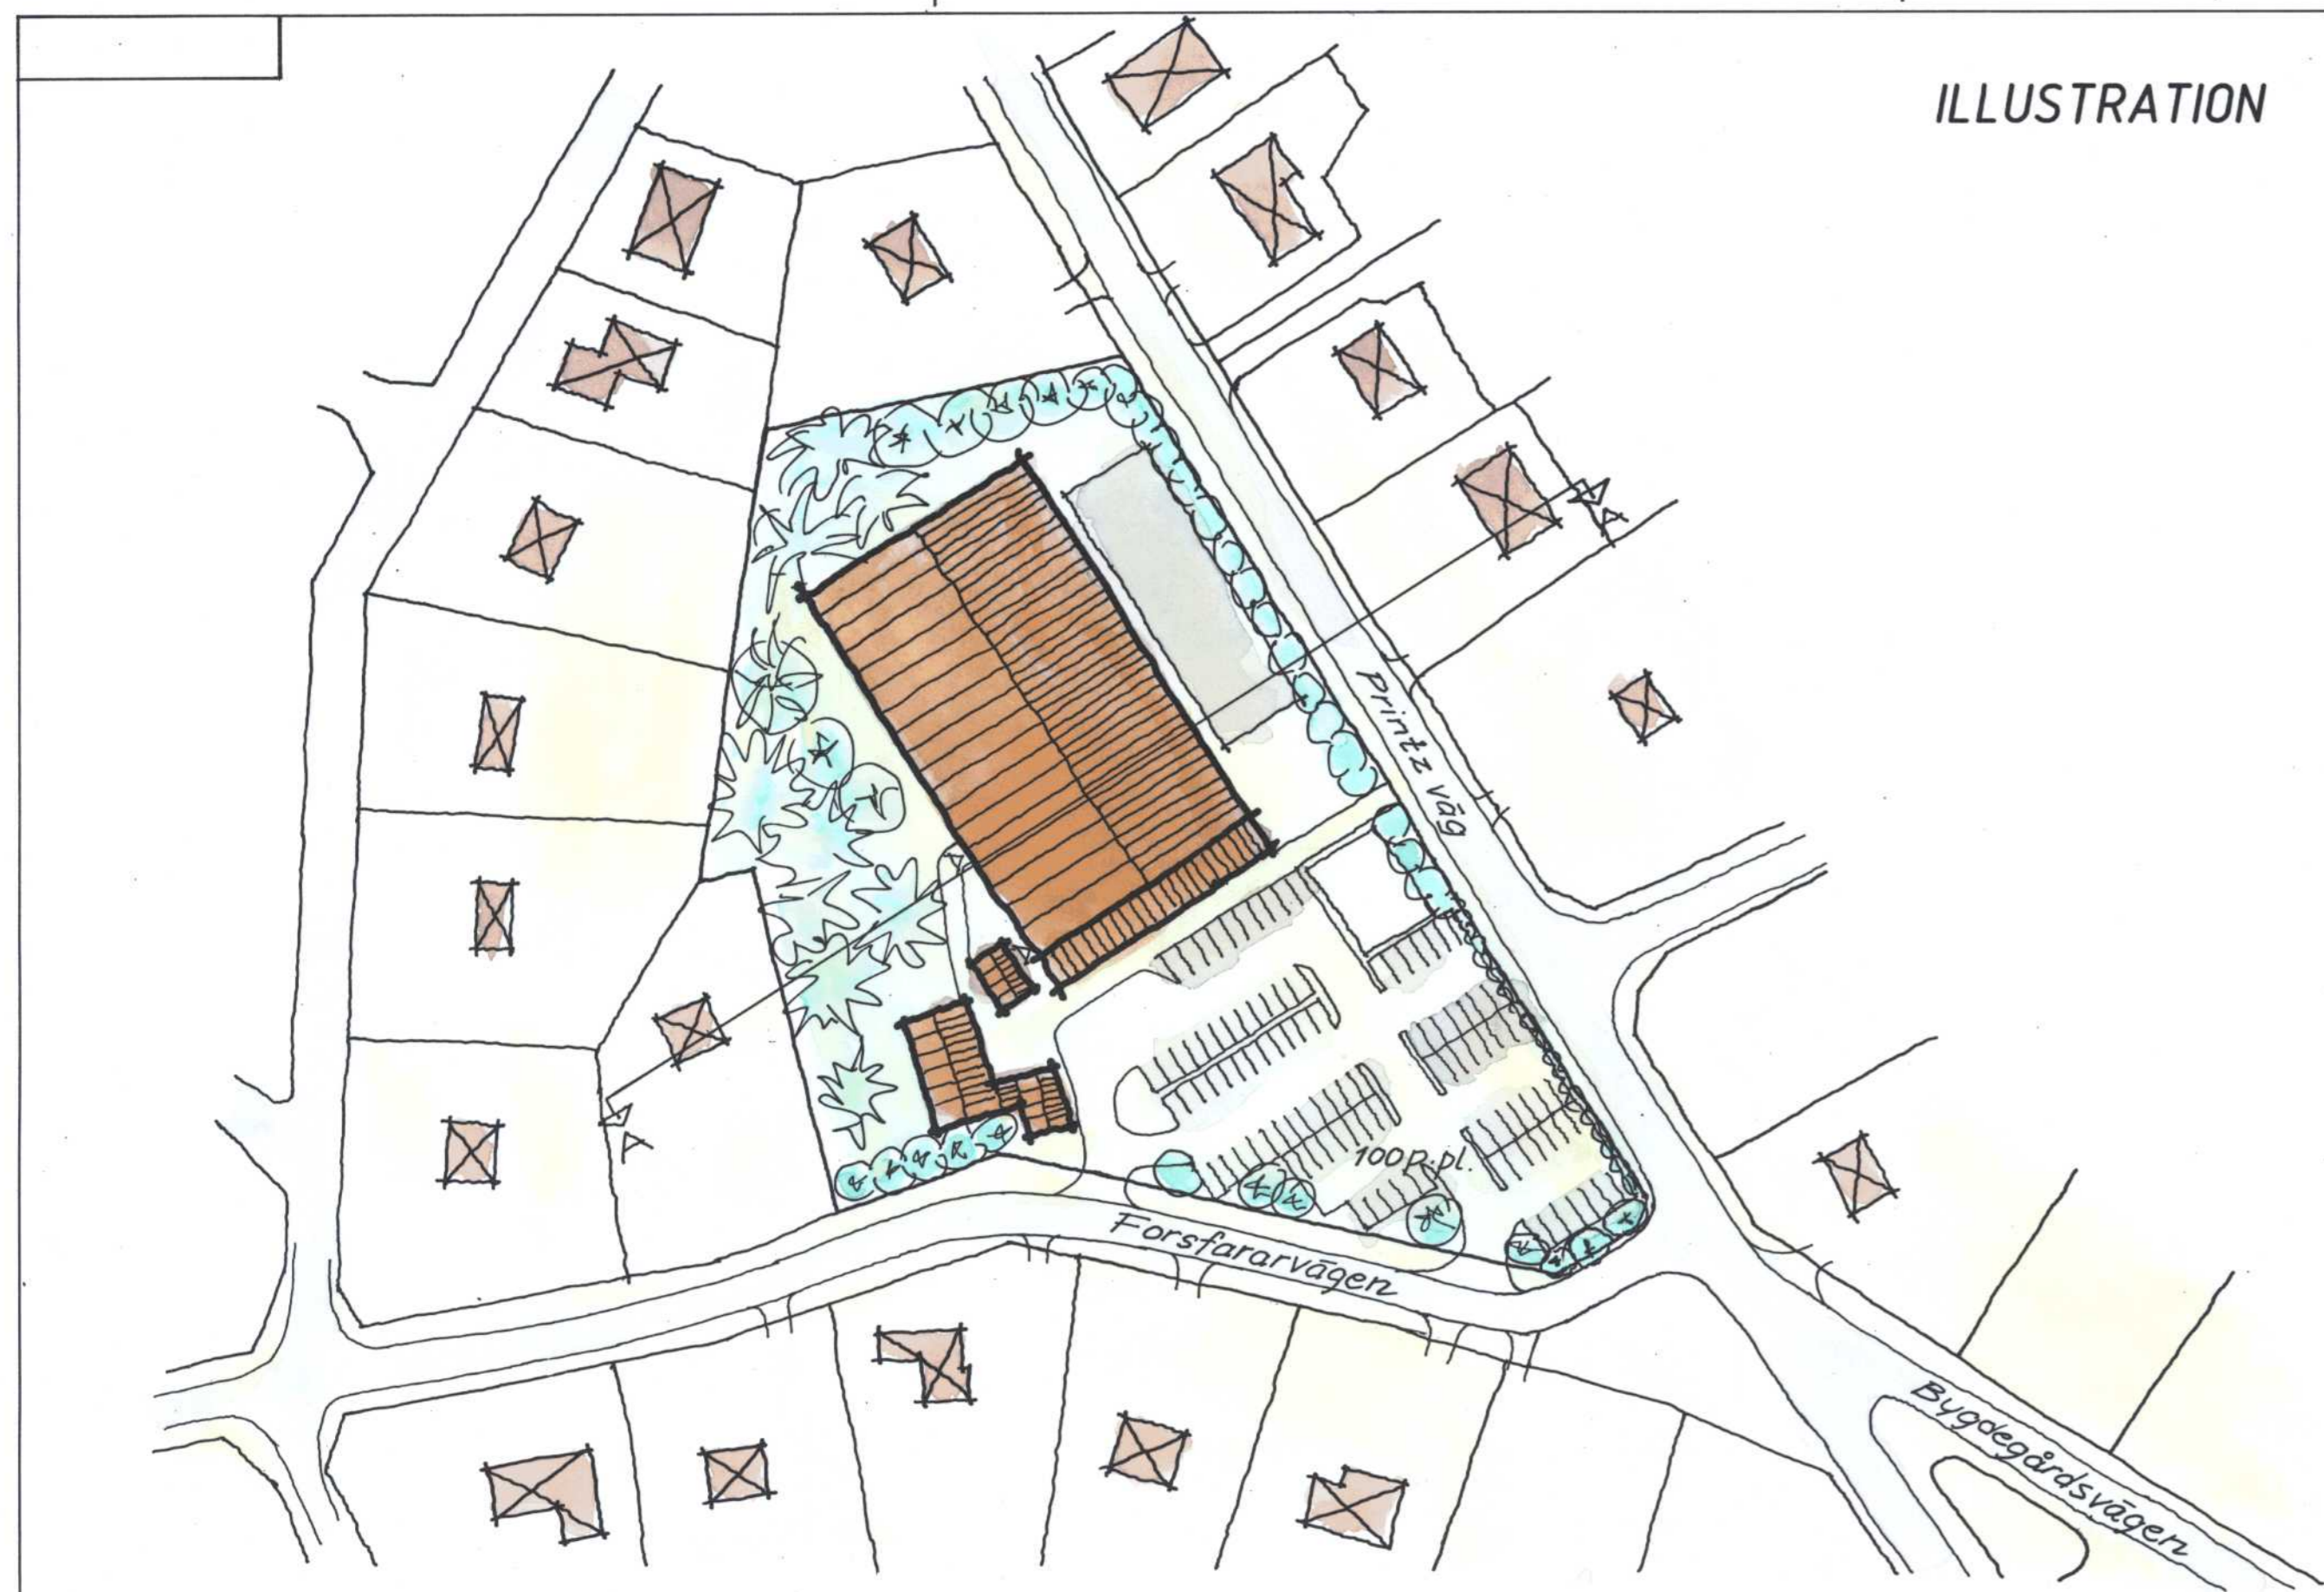 ILLUSTRATION
A
Printz väg
A
100 p.pl.
Forsfararvägen
Bygdegårdsvägen